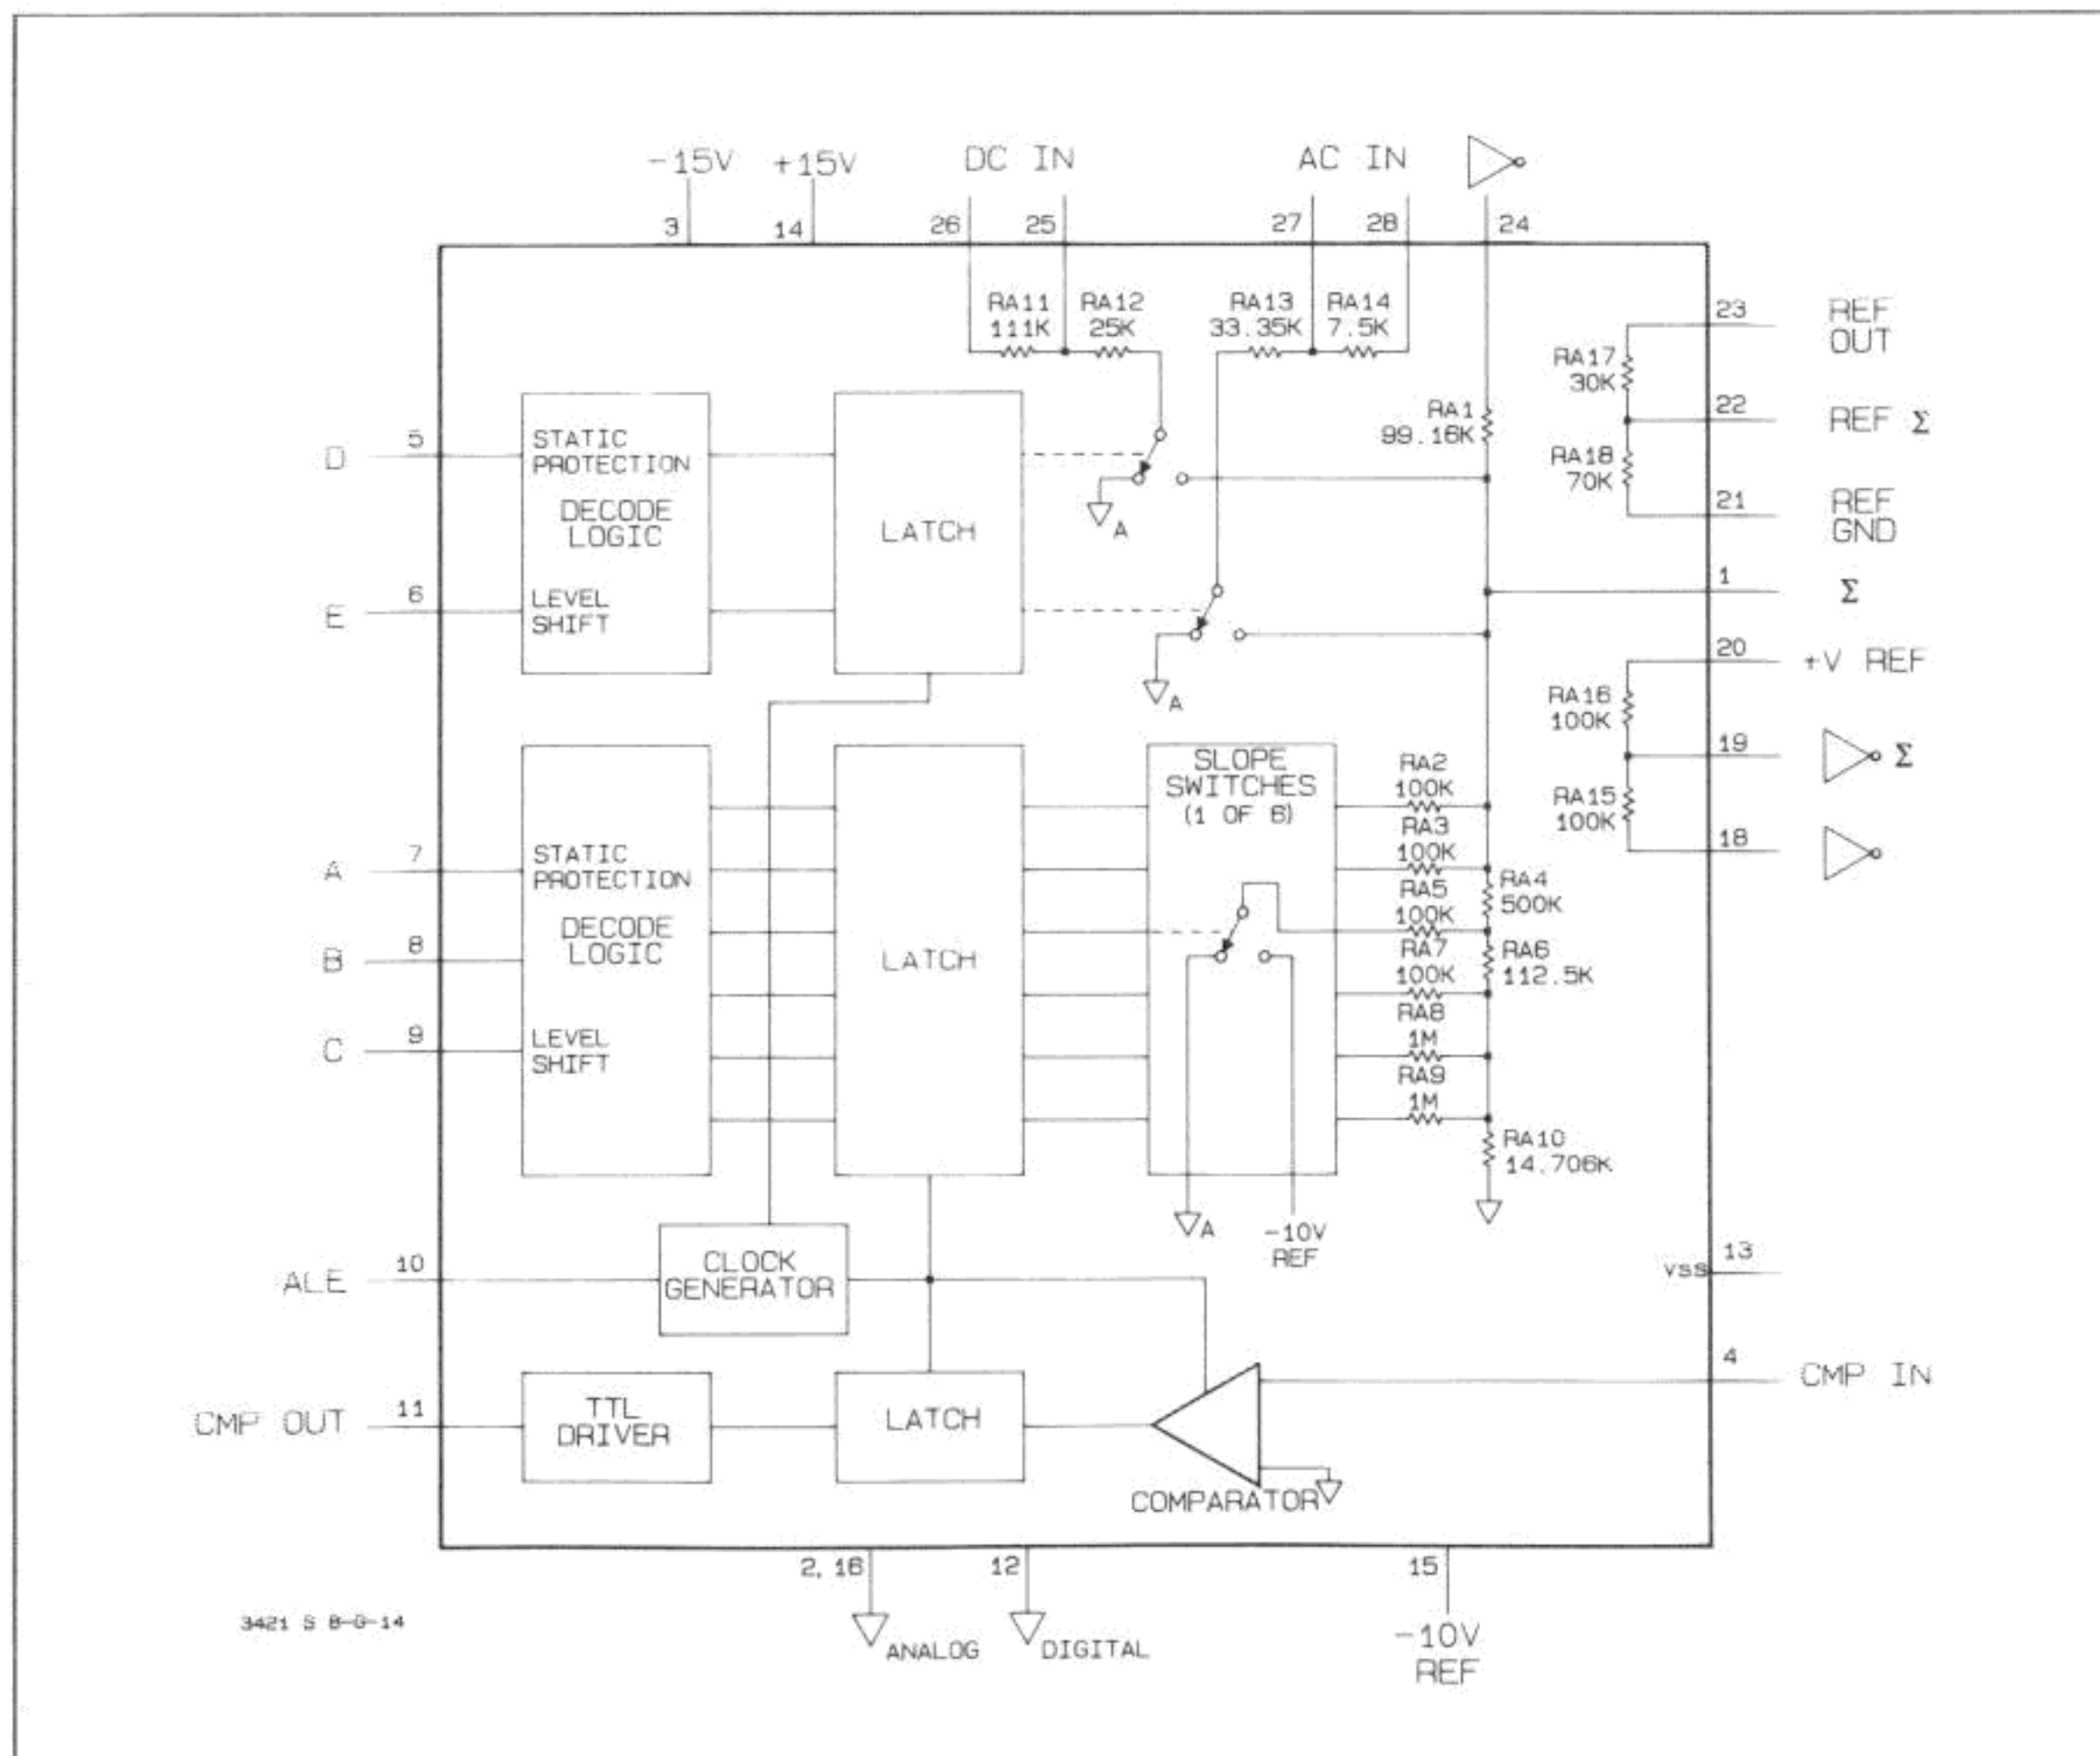 -15V +15V DC IN AC IN
3 14 26 25 27 28 24
RA11 RA12 RA13 RA14
111K 25K 33.35K 7.5K
23 REF
OUT
RA17
30K
22 REF Σ
RA1
99.16K
RA18
70K
21 REF
GND
D 5 STATIC
PROTECTION
DECODE
LOGIC
LATCH
A
E 6 LEVEL
SHIFT
1 Σ
A
20 +V REF
RA16
100K
19 Σ
RA15
100K
18
SLOPE
SWITCHES
(1 OF 6)
RA2
100K
RA3
100K
RA4
500K
RA5
100K
RA6
112.5K
RA7
100K
RA8
1M
RA9
1M
RA10
14.706K
A 7 STATIC
PROTECTION
B 8 DECODE
LOGIC
LATCH
C 9 LEVEL
SHIFT
A
-10V
REF
ALE 10 CLOCK
GENERATOR
VSS 13
4 CMP IN
CMP OUT 11 TTL
DRIVER
LATCH
COMPARATOR
2, 16 12 15
ANALOG DIGITAL
-10V
REF